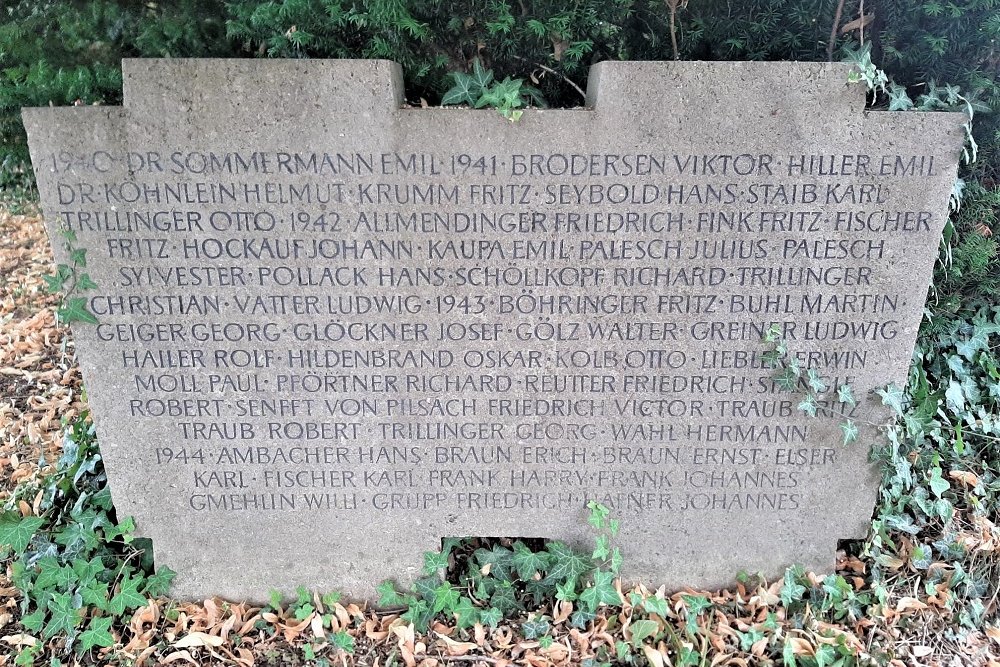 1940 · DR SOMMERMANN EMIL · 1941 · BRODERSEN VIKTOR · HILLER EMIL
DR KÖHNLEIN HELMUT · KRUMM FRITZ · SEYBOLD HANS · STAIB KARL
TRILLINGER OTTO · 1942 · ALLMENDINGER FRIEDRICH · FINK FRITZ · FISCHER
FRITZ · HOCKAUF JOHANN · KAUPA EMIL · PALESCH JULIUS · PALESCH
SYLVESTER · POLLACK HANS · SCHÖLLKOPF RICHARD · TRILLINGER
CHRISTIAN · VATTER LUDWIG · 1943 · BÖHRINGER FRITZ · BUHL MARTIN ·
GEIGER GEORG · GLÖCKNER JOSEF · GÖLZ WALTER · GREINER LUDWIG
HAILER ROLF · HILDENBRAND OSKAR · KOLB OTTO · LIEBLER ERWIN
MOLL PAUL · PFÖRTNER RICHARD · REUTTER FRIEDRICH ·
ROBERT · SENFFT VON PILSACH FRIEDRICH VICTOR · TRAUB
TRAUB ROBERT · TRILLINGER GEORG · WAHL HERMANN
1944 · AMBACHER HANS · BRAUN ERICH · BRAUN ERNST · ELSER
KARL · FISCHER KARL · FRANK HARRY · FRANK JOHANNES
GMEHLIN WILLI · GRUPP FRIEDRICH · HAFNER JOHANNES